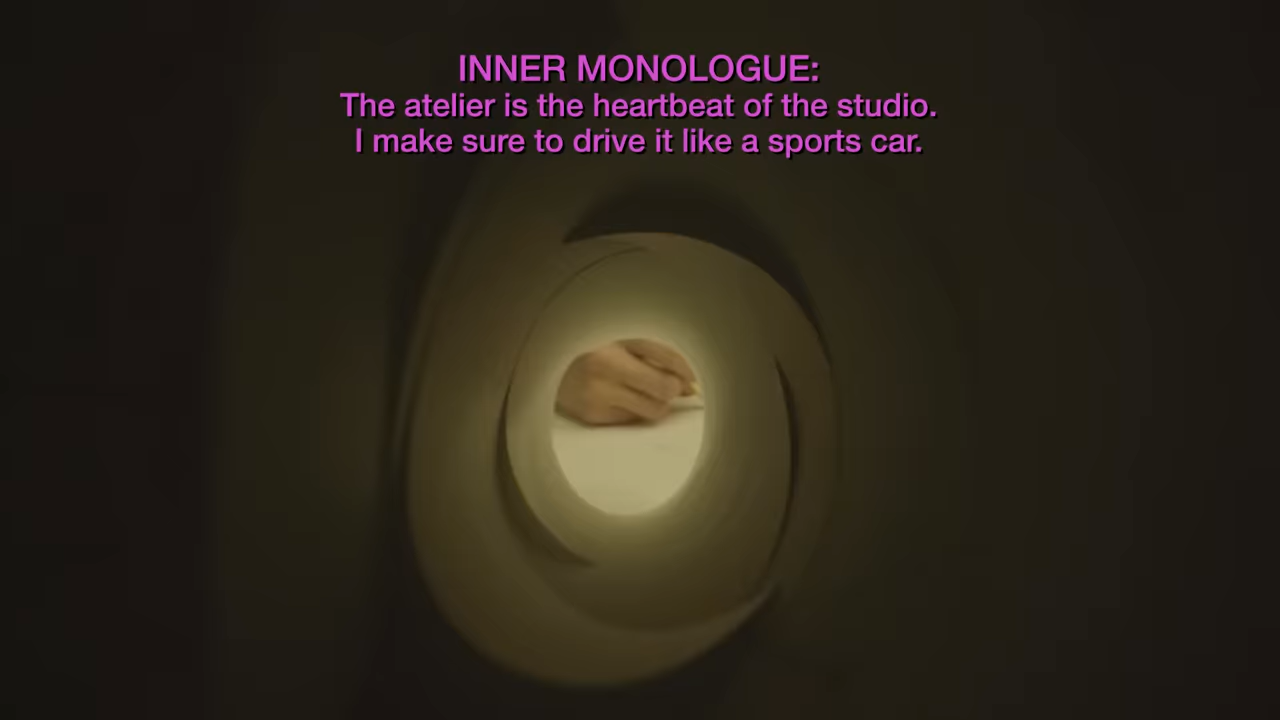 INNER MONOLOGUE:
The atelier is the heartbeat of the studio.
I make sure to drive it like a sports car.